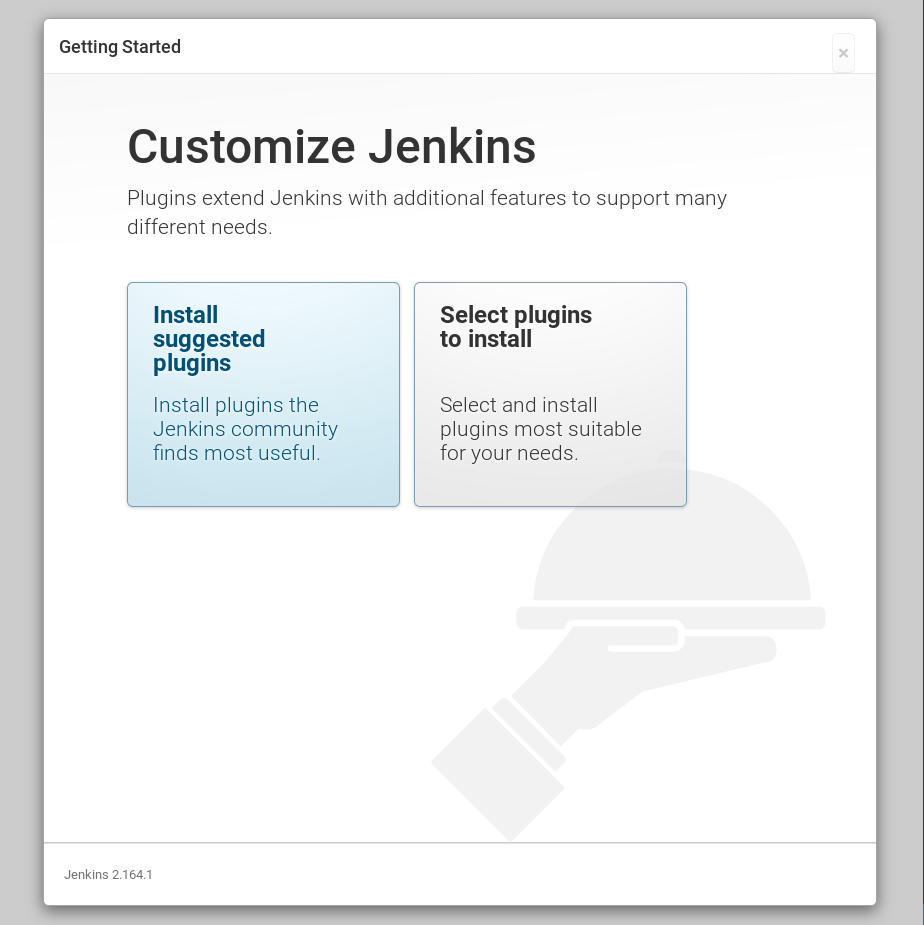 Getting Started
×
Customize Jenkins
Plugins extend Jenkins with additional features to support many
different needs.
Install
suggested
plugins
Install plugins the
Jenkins community
finds most useful.
Select plugins
to install
Select and install
plugins most suitable
for your needs.
Jenkins 2.164.1